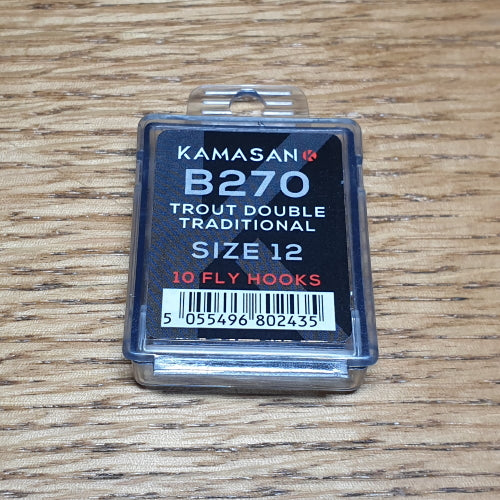 KAMASAN
B270
TROUT DOUBLE
TRADITIONAL
SIZE 12
10 FLY HOOKS
5 055496 802435